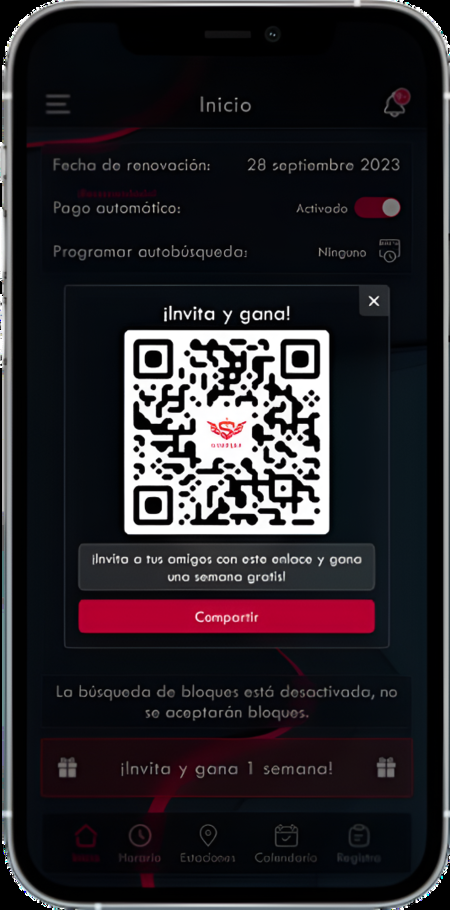 Inicio
Fecha de renovación: 28 septiembre 2023
Pago automático: Activado
Programar autobúsqueda: Ninguno
¡Invita y gana!
¡Invita a tus amigos con este enlace y gana
una semana gratis!
Compartir
La búsqueda de bloques está desactivada, no
se aceptarán bloques.
¡Invita y gana 1 semana!
Inicio Horario Estaciones Calendario Registro